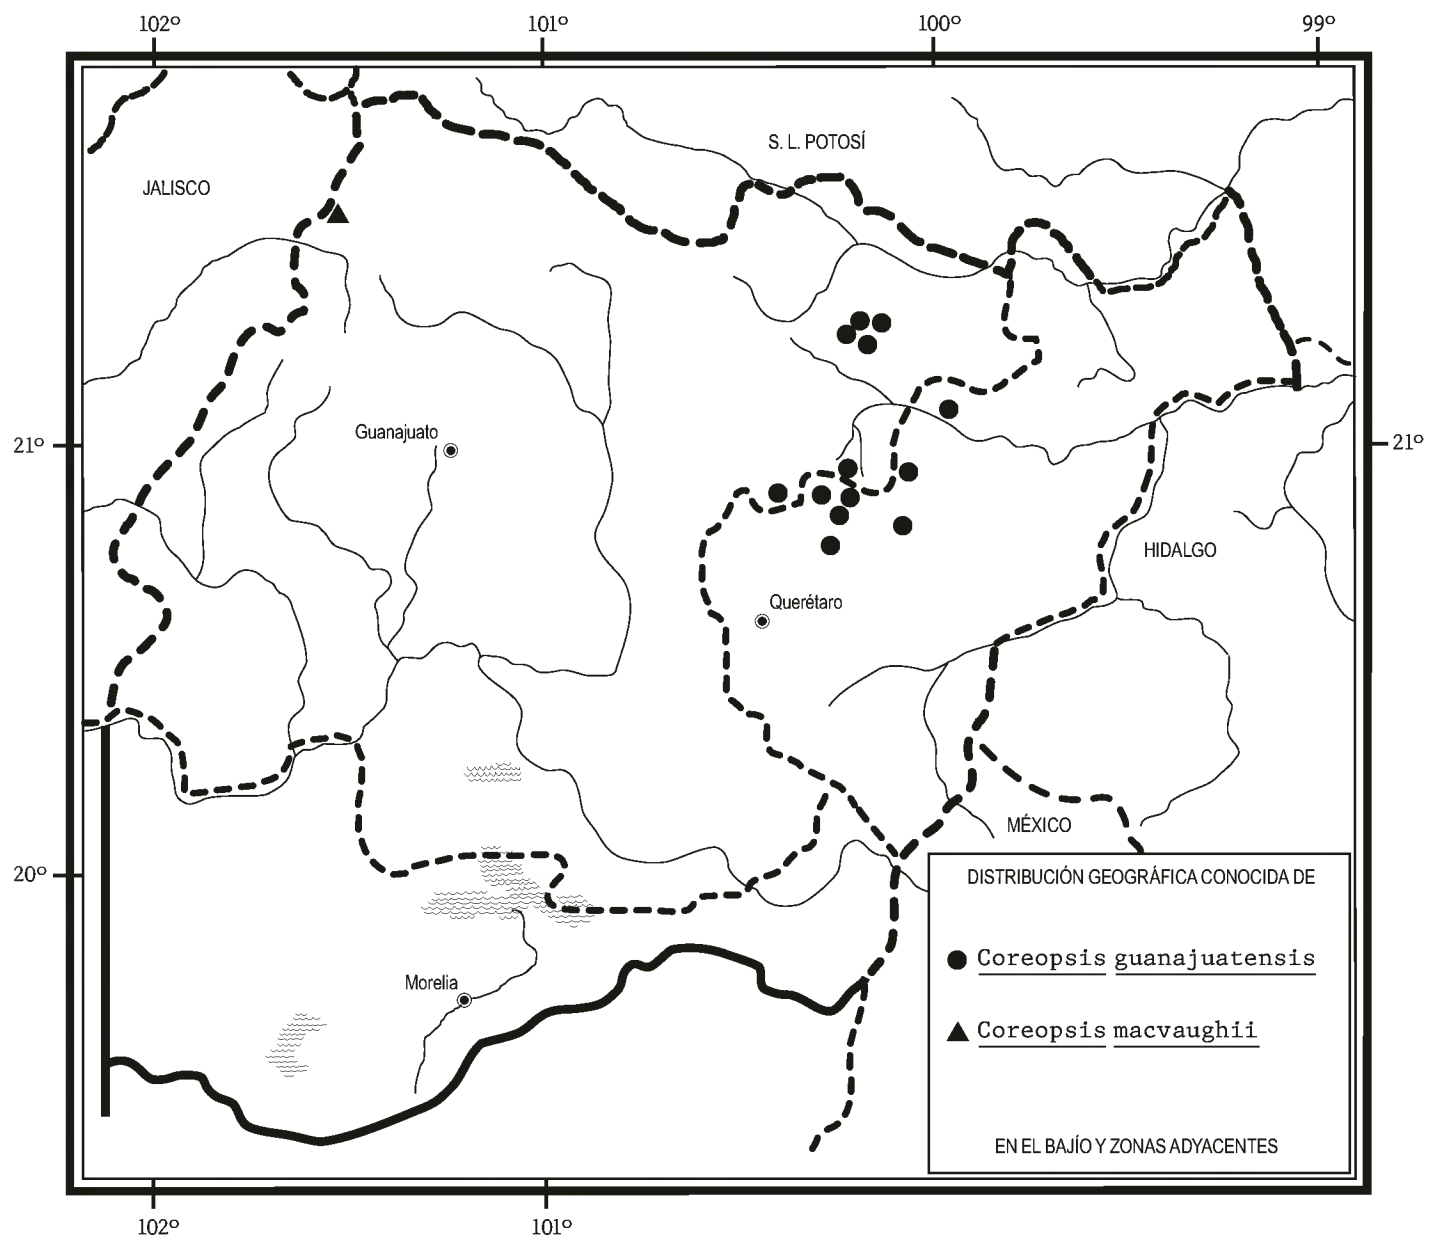 102º 101º 100º 99º
S. L. POTOSÍ
JALISCO
Guanajuato
21º 21º
HIDALGO
Querétaro
MÉXICO
20º
DISTRIBUCIÓN GEOGRÁFICA CONOCIDA DE
Coreopsis guanajuatensis
Morelia
Coreopsis macvaughii
EN EL BAJÍO Y ZONAS ADYACENTES
102º 101º